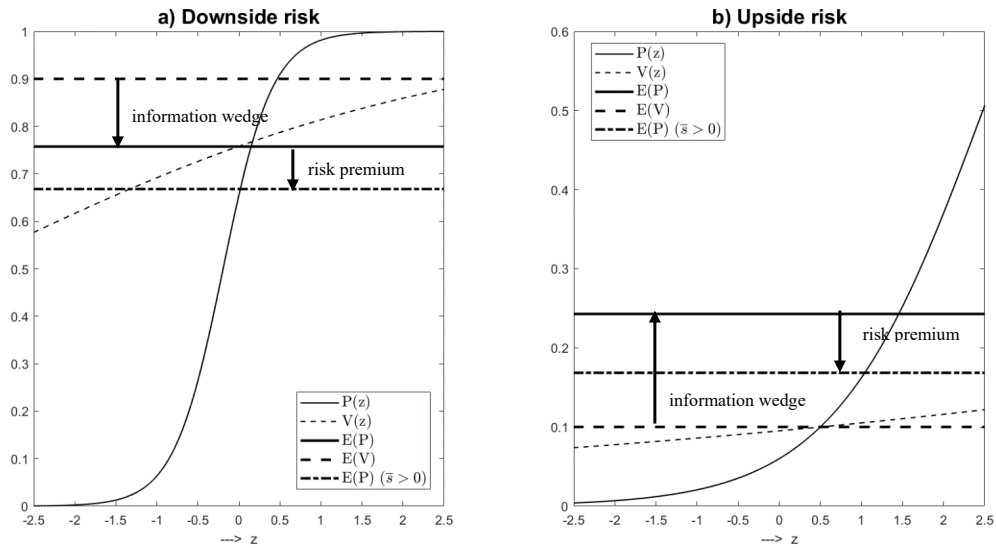 a) Downside risk
1
0.9
0.8
0.7
0.6
0.5
0.4
0.3
0.2
0.1
0
information wedge
risk premium
P(z)
V(z)
E(P)
E(V)
E(P) (s̅ > 0)
-2.5 -2 -1.5 -1 -0.5 0 0.5 1 1.5 2 2.5
---> z
b) Upside risk
0.6
0.5
0.4
0.3
0.2
0.1
0
P(z)
V(z)
E(P)
E(V)
E(P) (s̅ > 0)
risk premium
information wedge
-2.5 -2 -1.5 -1 -0.5 0 0.5 1 1.5 2 2.5
---> z